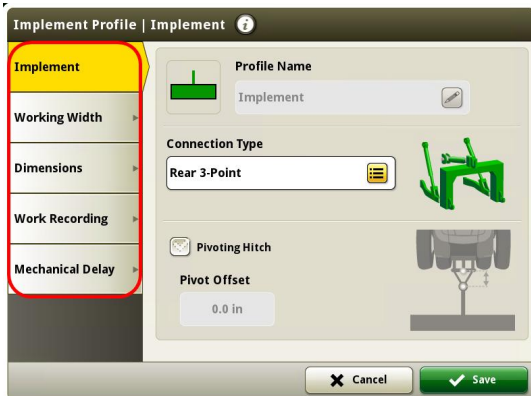 Implement Profile | Implement i
Implement
Working Width
Dimensions
Work Recording
Mechanical Delay
Profile Name
Implement
Connection Type
Rear 3-Point
Pivoting Hitch
Pivot Offset
0.0 in
Cancel
Save